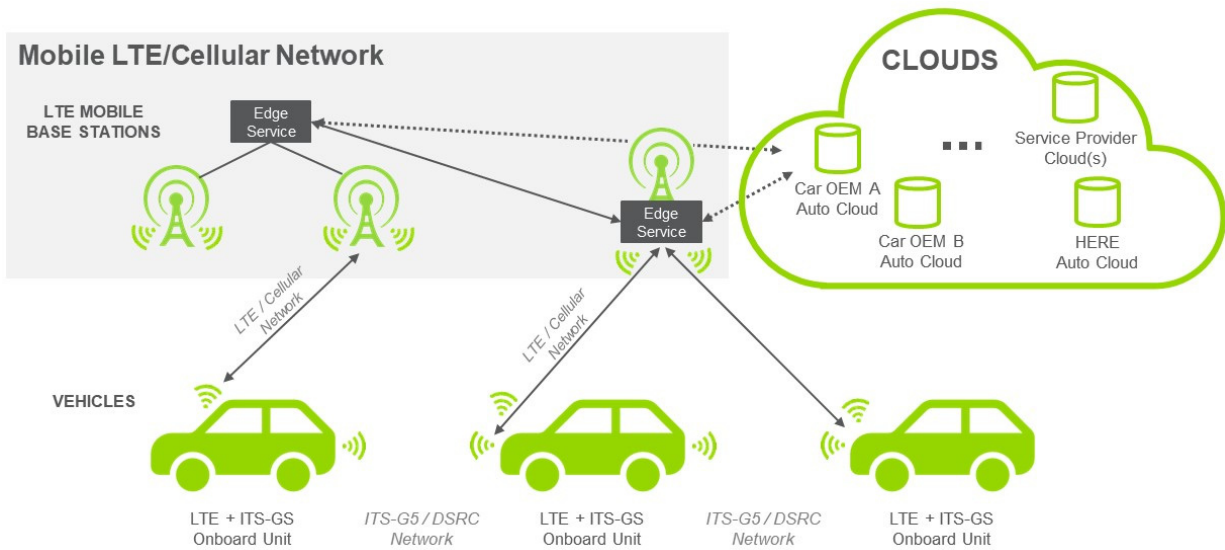 Mobile LTE/Cellular Network
CLOUDS
LTE MOBILE
BASE STATIONS
Edge
Service
Service Provider
Cloud(s)
Car OEM A
Auto Cloud
Edge
Service
Car OEM B
Auto Cloud
HERE
Auto Cloud
LTE / Cellular
Network
LTE / Cellular
Network
VEHICLES
LTE + ITS-GS
Onboard Unit
ITS-G5 / DSRC
Network
LTE + ITS-GS
Onboard Unit
ITS-G5 / DSRC
Network
LTE + ITS-GS
Onboard Unit